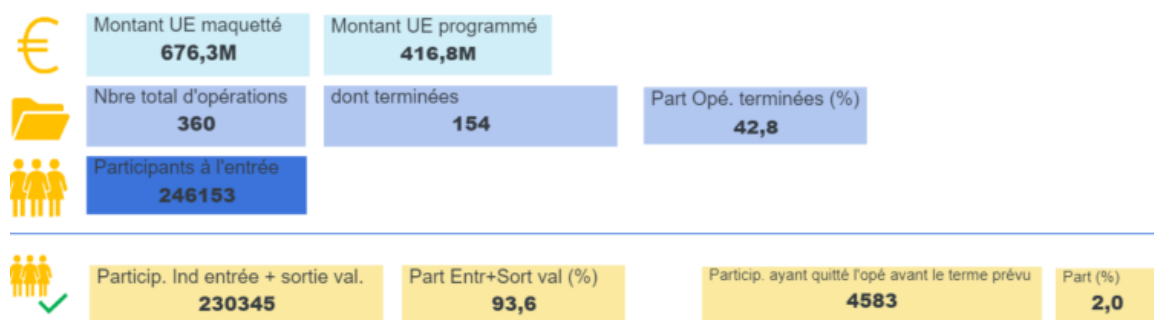 Montant UE maquetté
676,3M
Montant UE programmé
416,8M
Nbre total d'opérations
360
dont terminées
154
Part Opé. terminées (%)
42,8
Participants à l'entrée
246153
Particip. Ind entrée + sortie val.
230345
Part Entr+Sort val (%)
93,6
Particip. ayant quitté l'opé avant le terme prévu
4583
Part (%)
2,0